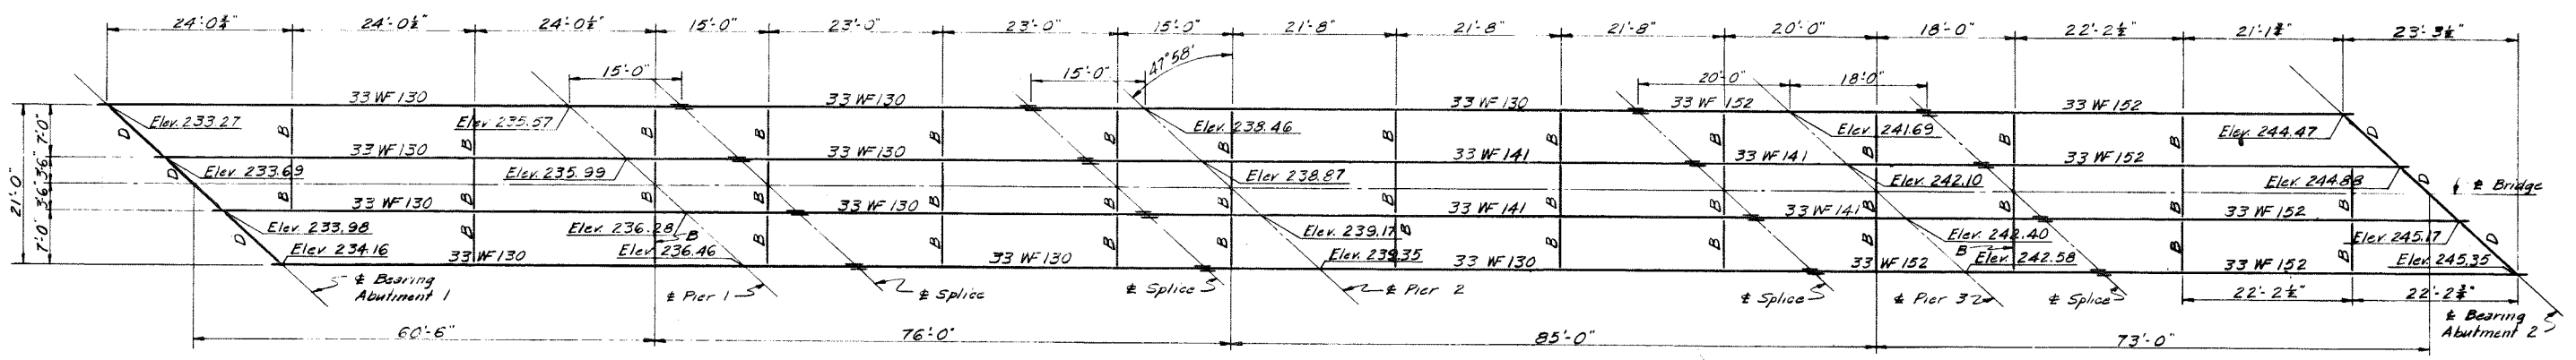 24'-0¾" 24'-0½" 24'-0½" 15'-0" 23'-0" 23'-0" 15'-0" 21'-8" 21'-8" 21'-8" 20'-0" 18'-0" 22'-2½" 21'-1¾" 23'-3½"
15'-0" 15'-0" 47°58' 20'-0" 18'-0"
33 WF 130 33 WF 130 33 WF 130 33 WF 152 33 WF 152
Elev. 233.27 Elev. 235.57 Elev. 238.46 Elev. 241.69 Elev. 244.47
D B B B B B B B B B B B B B D
33 WF 130 33 WF 130 33 WF 141 33 WF 141 33 WF 152
Elev. 233.69 Elev. 235.99 Elev. 238.87 Elev. 242.10 Elev. 244.88
21'-0" 7'-0" 3'6" 3'6" 7'-0"
D B B B B B B B B B B B B B D
₵ Bridge
33 WF 130 33 WF 130 33 WF 141 33 WF 141 33 WF 152
Elev. 233.98 Elev. 236.28 Elev. 239.17 Elev. 242.40 Elev. 245.17
D B B B B B B B B B B B B D
Elev. 234.16 Elev. 236.46 Elev. 239.35 Elev. 242.58 Elev. 245.35
33 WF 130 33 WF 130 33 WF 130 33 WF 152 33 WF 152
₵ Bearing
Abutment 1
₵ Pier 1 ₵ Splice ₵ Splice ₵ Pier 2 ₵ Splice ₵ Pier 3 ₵ Splice
22'-2½" 22'-2¾"
₵ Bearing
Abutment 2
60'-6" 76'-0" 85'-0" 73'-0"